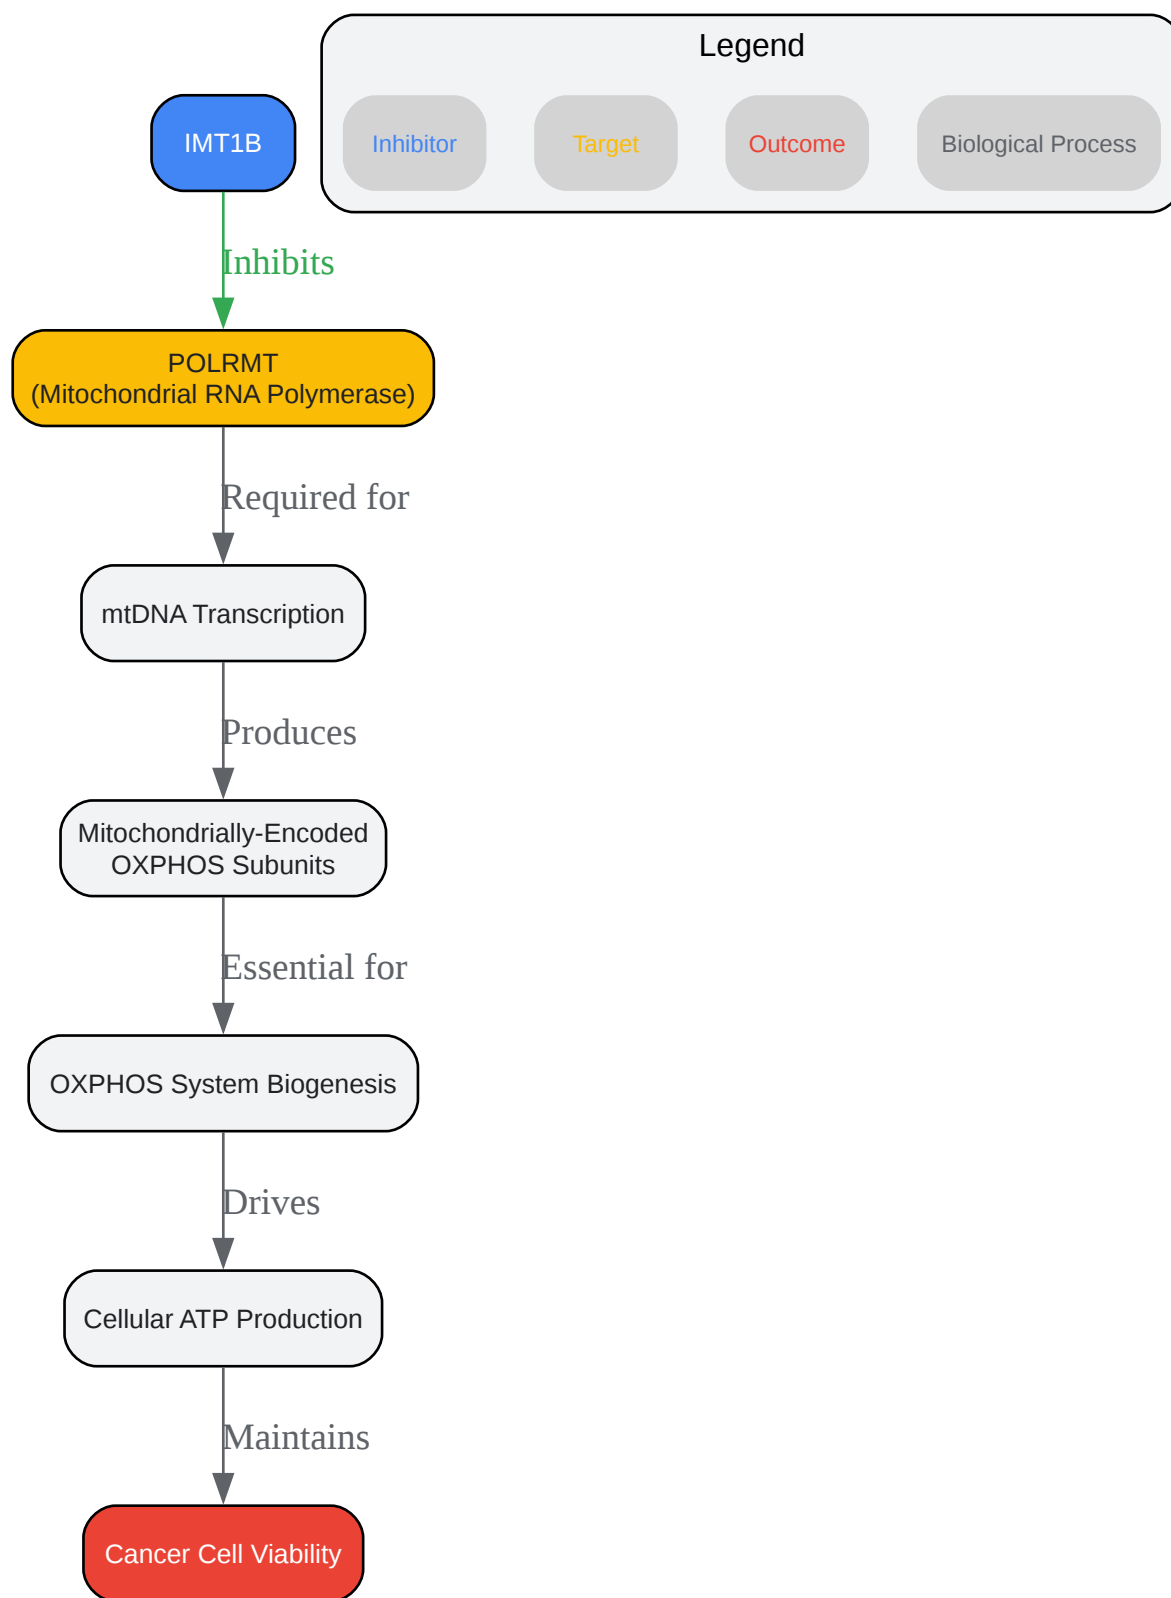 Legend
IMT1B
Inhibitor
Target
Outcome
Biological Process
Inhibits
POLRMT
(Mitochondrial RNA Polymerase)
Required for
mtDNA Transcription
Produces
Mitochondrially-Encoded
OXPHOS Subunits
Essential for
OXPHOS System Biogenesis
Drives
Cellular ATP Production
Maintains
Cancer Cell Viability